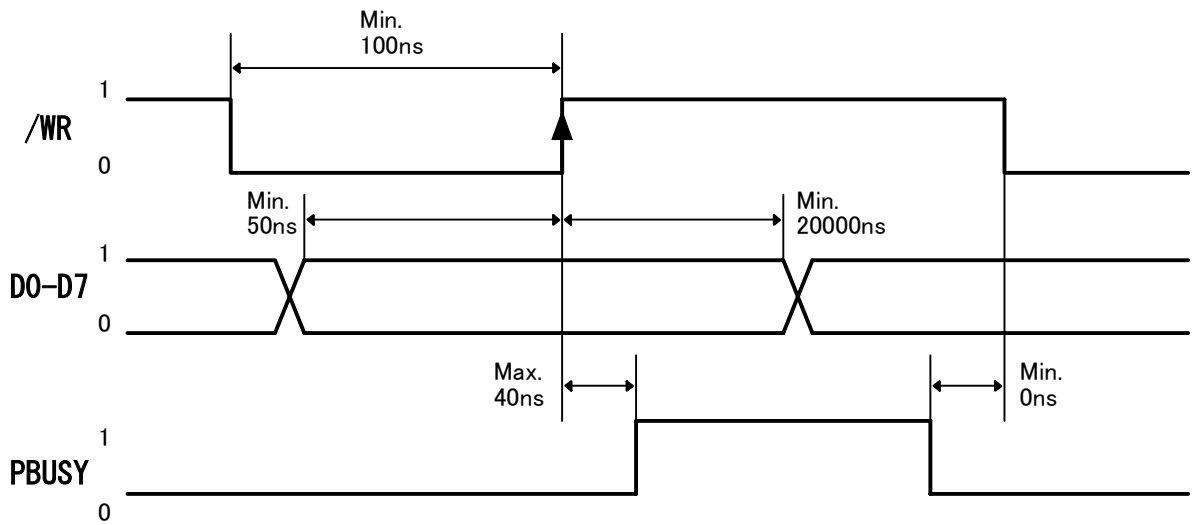 Min.
100ns
1
/WR
0
Min.
50ns
Min.
20000ns
1
D0-D7
0
Max.
40ns
Min.
0ns
1
PBUSY
0